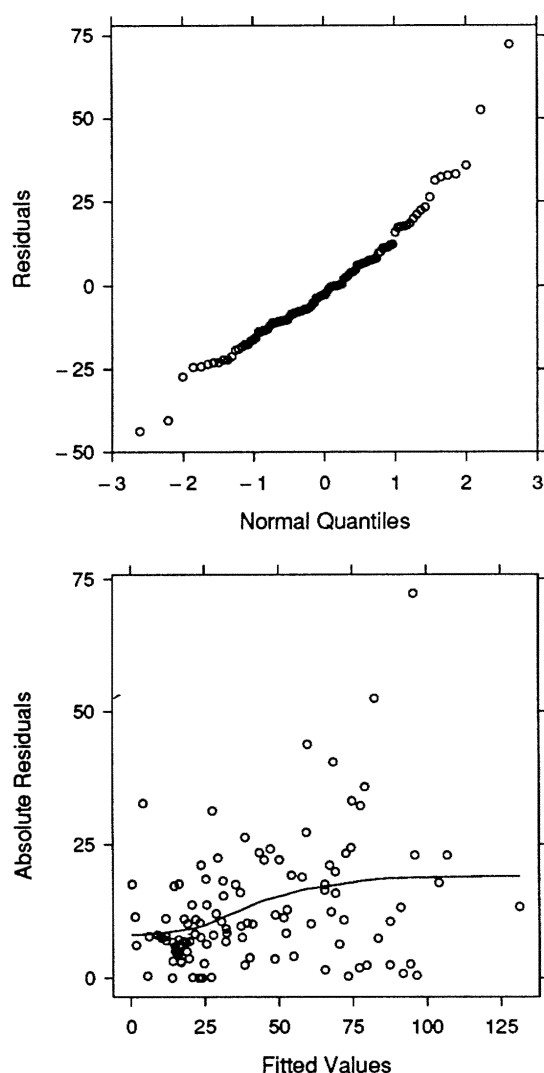 75
50
25
0
−25
−50
Residuals
−3 −2 −1 0 1 2 3
Normal Quantiles
75
50
25
0
Absolute Residuals
0 25 50 75 100 125
Fitted Values